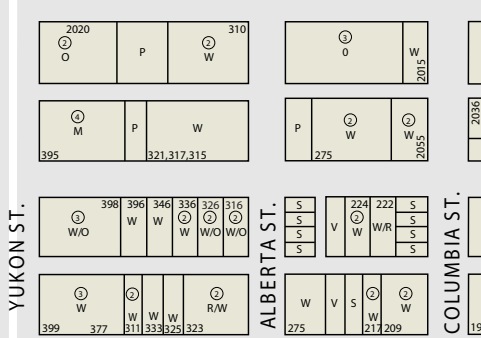 2020
2
O
P
310
2
W
3
0
W
2015
4
M
395
P
W
321,317,315
P
2
W
275
2
W
2055
2036
398
3
W/O
396
W
346
W
336
2
W
326
2
W/O
316
2
W/O
S
S
S
S
V
224
2
W
222
W/R
S
S
S
S
3
W
399
377
2
W
311
W
333
W
325
2
R/W
323
W
275
V
S
2
W
217
2
W
209
19
YUKON ST.
ALBERTA ST.
COLUMBIA ST.